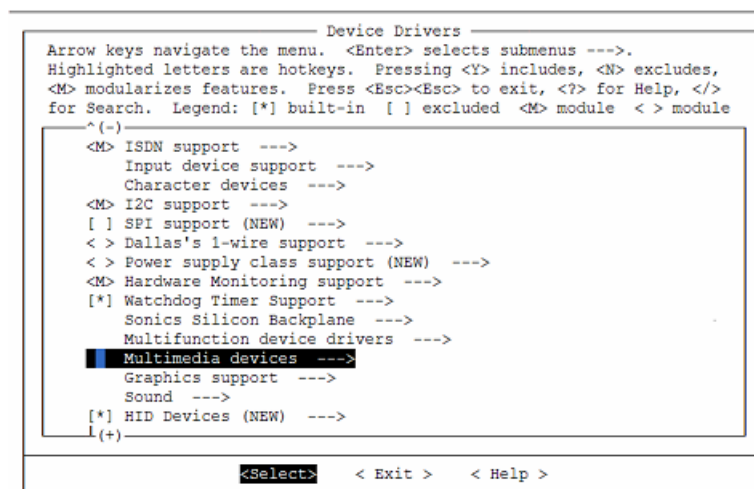 Device Drivers
Arrow keys navigate the menu.  <Enter> selects submenus --->.
Highlighted letters are hotkeys.  Pressing <Y> includes, <N> excludes,
<M> modularizes features.  Press <Esc><Esc> to exit, <?> for Help, </>
for Search.  Legend: [*] built-in  [ ] excluded  <M> module  < > module
^(-)
<M> ISDN support  --->
Input device support  --->
Character devices  --->
<M> I2C support  --->
[ ] SPI support (NEW)  --->
< > Dallas's 1-wire support  --->
< > Power supply class support (NEW)  --->
<M> Hardware Monitoring support  --->
[*] Watchdog Timer Support  --->
Sonics Silicon Backplane  --->
Multifunction device drivers  --->
Multimedia devices  --->
Graphics support  --->
Sound  --->
[*] HID Devices (NEW)  --->
(+)
<Select>    < Exit >    < Help >